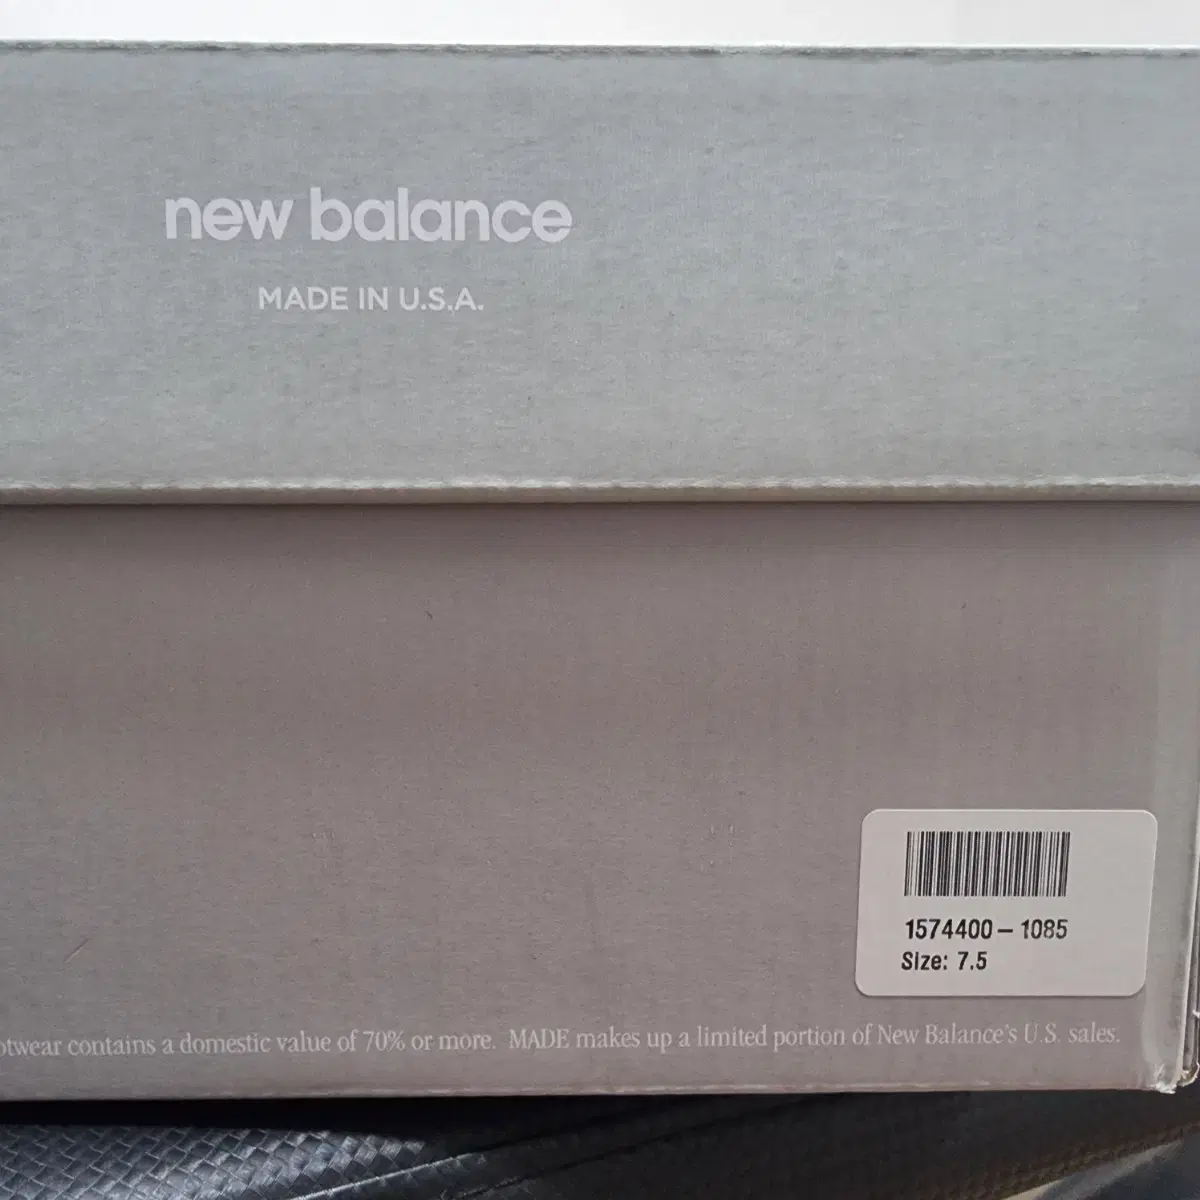 new balance
MADE IN U.S.A.
1574400-1085
Size: 7.5
contains a domestic value of 70% or more. MADE makes up a limited portion of New Balance's U.S. sales.